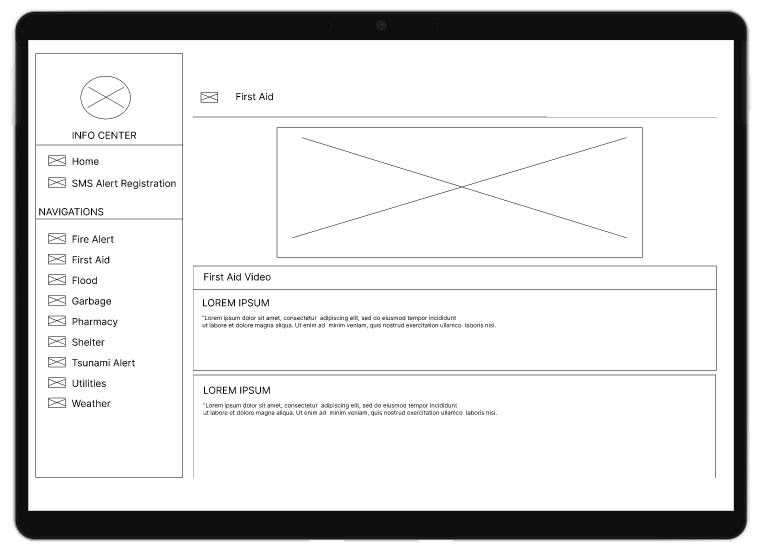 INFO CENTER
Home
SMS Alert Registration
NAVIGATIONS
Fire Alert
First Aid
Flood
Garbage
Pharmacy
Shelter
Tsunami Alert
Utilities
Weather
First Aid
First Aid Video
LOREM IPSUM
"Lorem ipsum dolor sit amet, consectetur adipiscing elit, sed do eiusmod tempor incididunt
ut labore et dolore magna aliqua. Ut enim ad minim veniam, quis nostrud exercitation ullamco laboris nisi.
LOREM IPSUM
"Lorem ipsum dolor sit amet, consectetur adipiscing elit, sed do eiusmod tempor incididunt
ut labore et dolore magna aliqua. Ut enim ad minim veniam, quis nostrud exercitation ullamco laboris nisi.